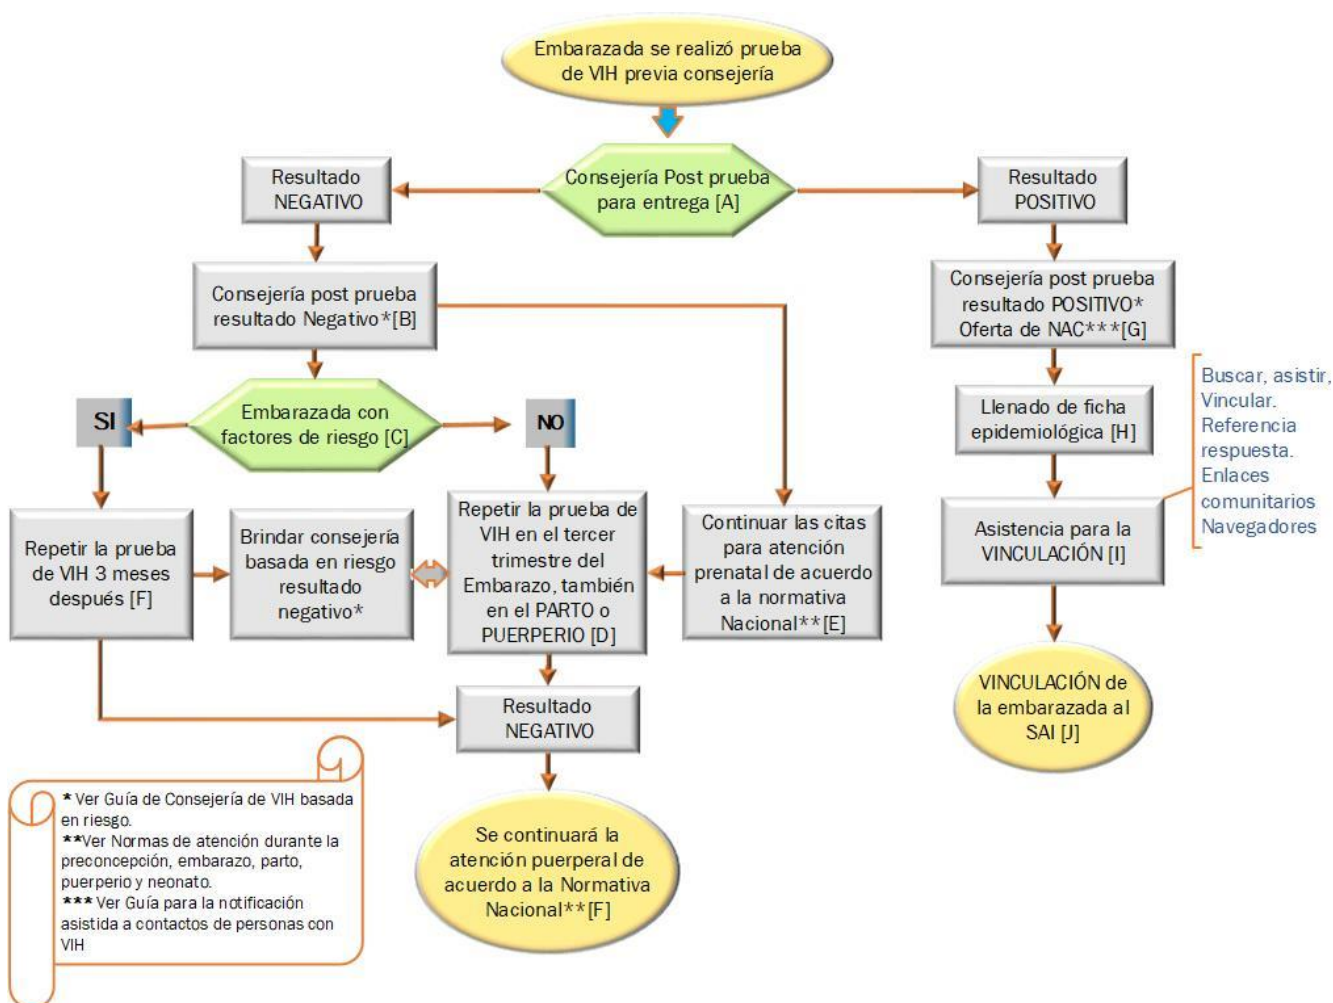 Embarazada se realizó prueba
de VIH previa consejería
Consejería Post prueba
para entrega [A]
Resultado
NEGATIVO
Resultado
POSITIVO
Consejería post prueba
resultado Negativo*[B]
Consejería post prueba
resultado POSITIVO*
Oferta de NAC***[G]
Embarazada con
factores de riesgo [C]
SI
NO
Llenado de ficha
epidemiológica [H]
Buscar, asistir,
Vincular.
Referencia
respuesta.
Enlaces
comunitarios
Navegadores
Repetir la prueba
de VIH 3 meses
después [F]
Brindar consejería
basada en riesgo
resultado
negativo*
Repetir la prueba de
VIH en el tercer
trimestre del
Embarazo, también
en el PARTO o
PUERPERIO [D]
Continuar las citas
para atención
prenatal de acuerdo
a la normativa
Nacional**[E]
Asistencia para la
VINCULACIÓN [I]
Resultado
NEGATIVO
VINCULACIÓN de
la embarazada al
SAI [J]
* Ver Guía de Consejería de VIH basada
en riesgo.
**Ver Normas de atención durante la
preconcepción, embarazo, parto,
puerperio y neonato.
*** Ver Guía para la notificación
asistida a contactos de personas con
VIH
Se continuará la
atención puerperal de
acuerdo a la Normativa
Nacional**[F]